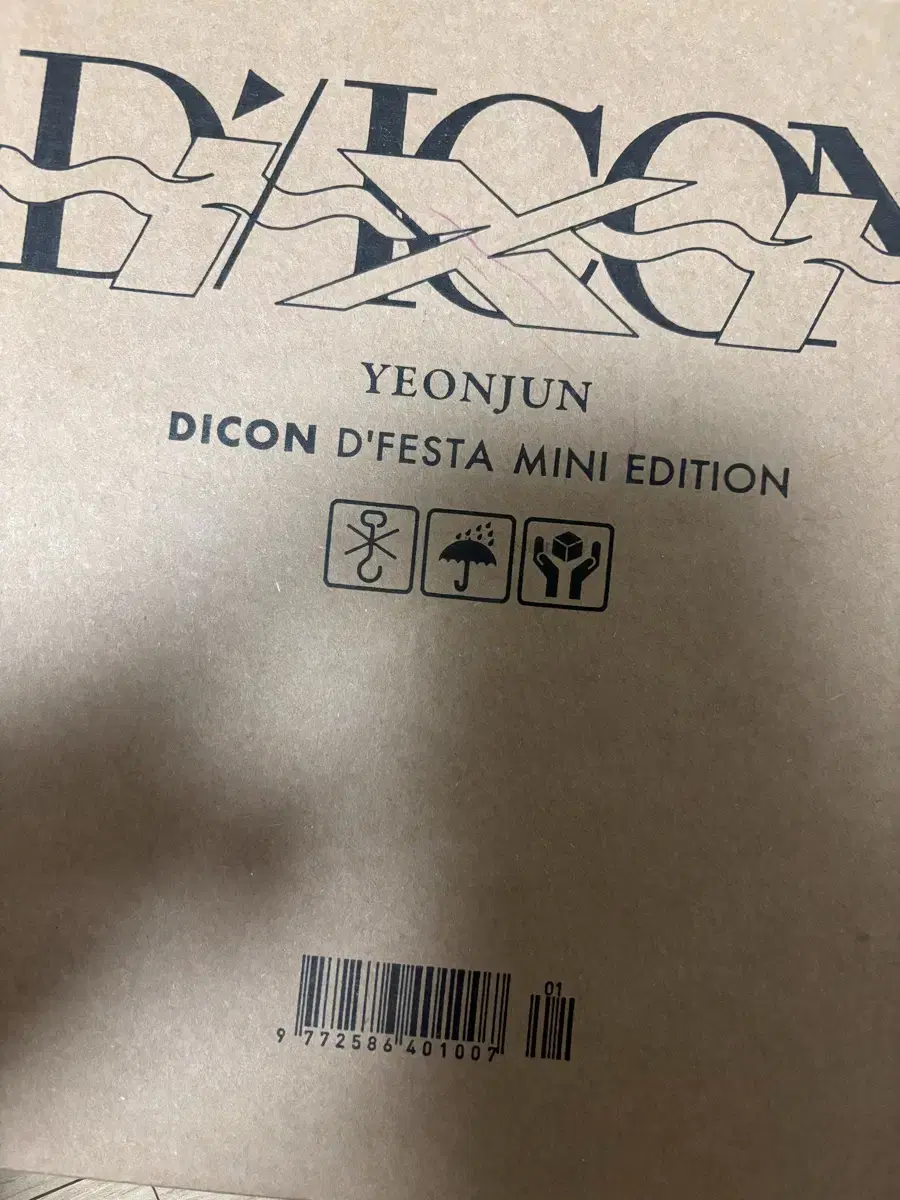 D'/ICON
YEONJUN
DICON D'FESTA MINI EDITION
01
9 772586 401007